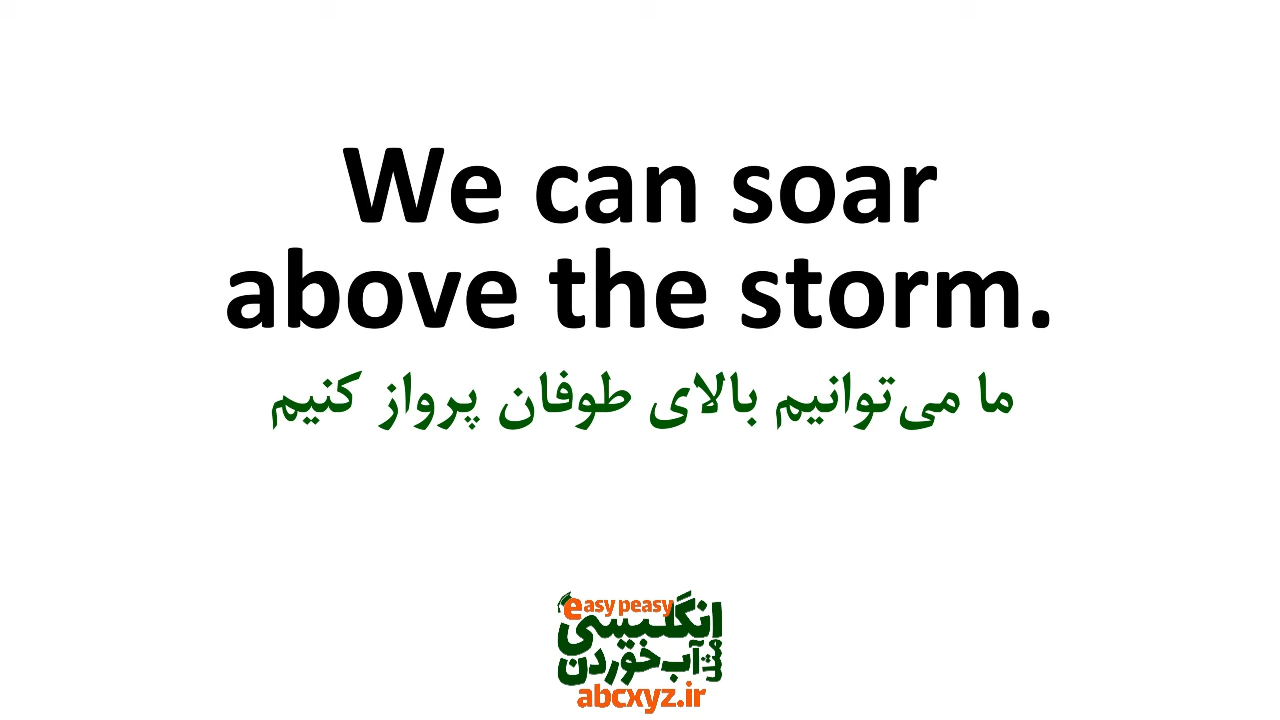 We can soar
above the storm.
ما می‌توانیم بالای طوفان پرواز کنیم
easy peasy
انگلیسی
مثل آب خوردن
abcxyz.ir